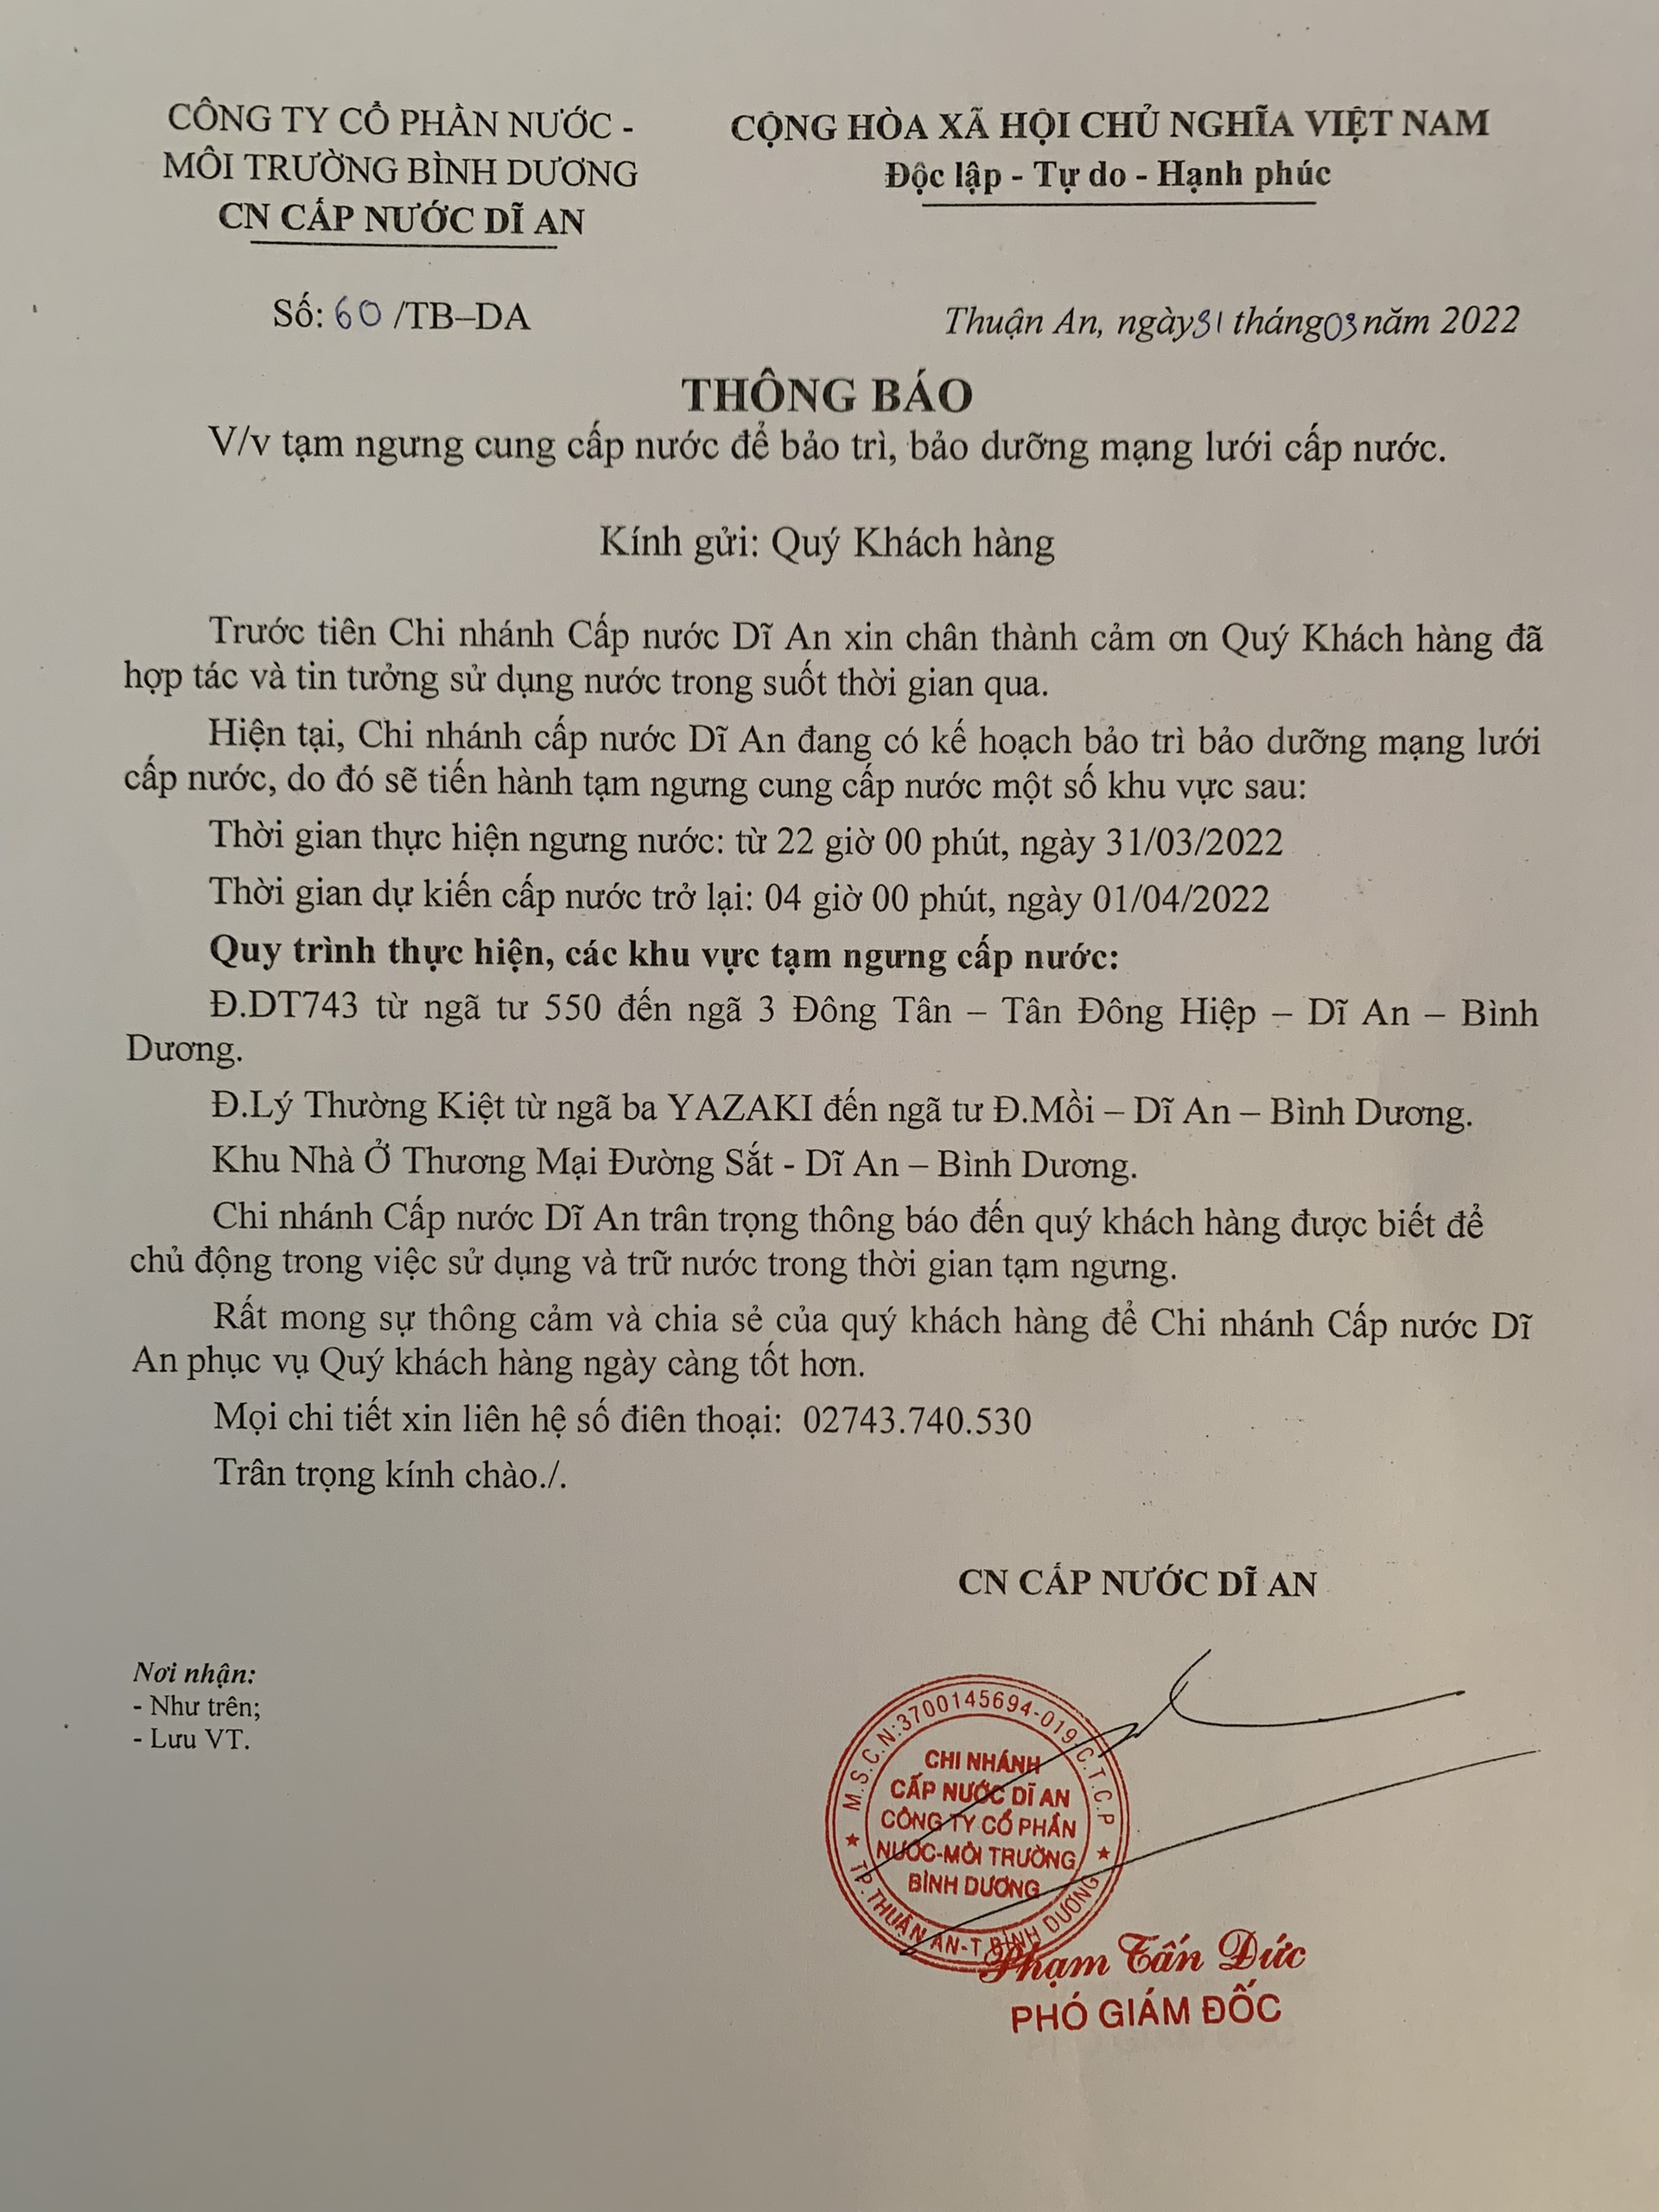 CÔNG TY CỔ PHẦN NƯỚC -
MÔI TRƯỜNG BÌNH DƯƠNG
CN CẤP NƯỚC DĨ AN
CỘNG HÒA XÃ HỘI CHỦ NGHĨA VIỆT NAM
Độc lập - Tự do - Hạnh phúc
Số: 60 /TB–DA
Thuận An, ngày 31 tháng 03 năm 2022
THÔNG BÁO
V/v tạm ngưng cung cấp nước để bảo trì, bảo dưỡng mạng lưới cấp nước.
Kính gửi: Quý Khách hàng
Trước tiên Chi nhánh Cấp nước Dĩ An xin chân thành cảm ơn Quý Khách hàng đã
hợp tác và tin tưởng sử dụng nước trong suốt thời gian qua.
Hiện tại, Chi nhánh cấp nước Dĩ An đang có kế hoạch bảo trì bảo dưỡng mạng lưới
cấp nước, do đó sẽ tiến hành tạm ngưng cung cấp nước một số khu vực sau:
Thời gian thực hiện ngưng nước: từ 22 giờ 00 phút, ngày 31/03/2022
Thời gian dự kiến cấp nước trở lại: 04 giờ 00 phút, ngày 01/04/2022
Quy trình thực hiện, các khu vực tạm ngưng cấp nước:
Đ.DT743 từ ngã tư 550 đến ngã 3 Đông Tân – Tân Đông Hiệp – Dĩ An – Bình
Dương.
Đ.Lý Thường Kiệt từ ngã ba YAZAKI đến ngã tư Đ.Mồi – Dĩ An – Bình Dương.
Khu Nhà Ở Thương Mại Đường Sắt - Dĩ An – Bình Dương.
Chi nhánh Cấp nước Dĩ An trân trọng thông báo đến quý khách hàng được biết để
chủ động trong việc sử dụng và trữ nước trong thời gian tạm ngưng.
Rất mong sự thông cảm và chia sẻ của quý khách hàng để Chi nhánh Cấp nước Dĩ
An phục vụ Quý khách hàng ngày càng tốt hơn.
Mọi chi tiết xin liên hệ số điên thoại: 02743.740.530
Trân trọng kính chào./.
CN CẤP NƯỚC DĨ AN
Nơi nhận:
- Như trên;
- Lưu VT.
M.S.C.N:3700145694-019-C.T.C.P
CHI NHÁNH
CẤP NƯỚC DĨ AN
CÔNG TY CỔ PHẦN
NƯỚC-MÔI TRƯỜNG
BÌNH DƯƠNG
TP.THUẬN AN-T.BÌNH DƯƠNG
Phạm Tấn Đức
PHÓ GIÁM ĐỐC